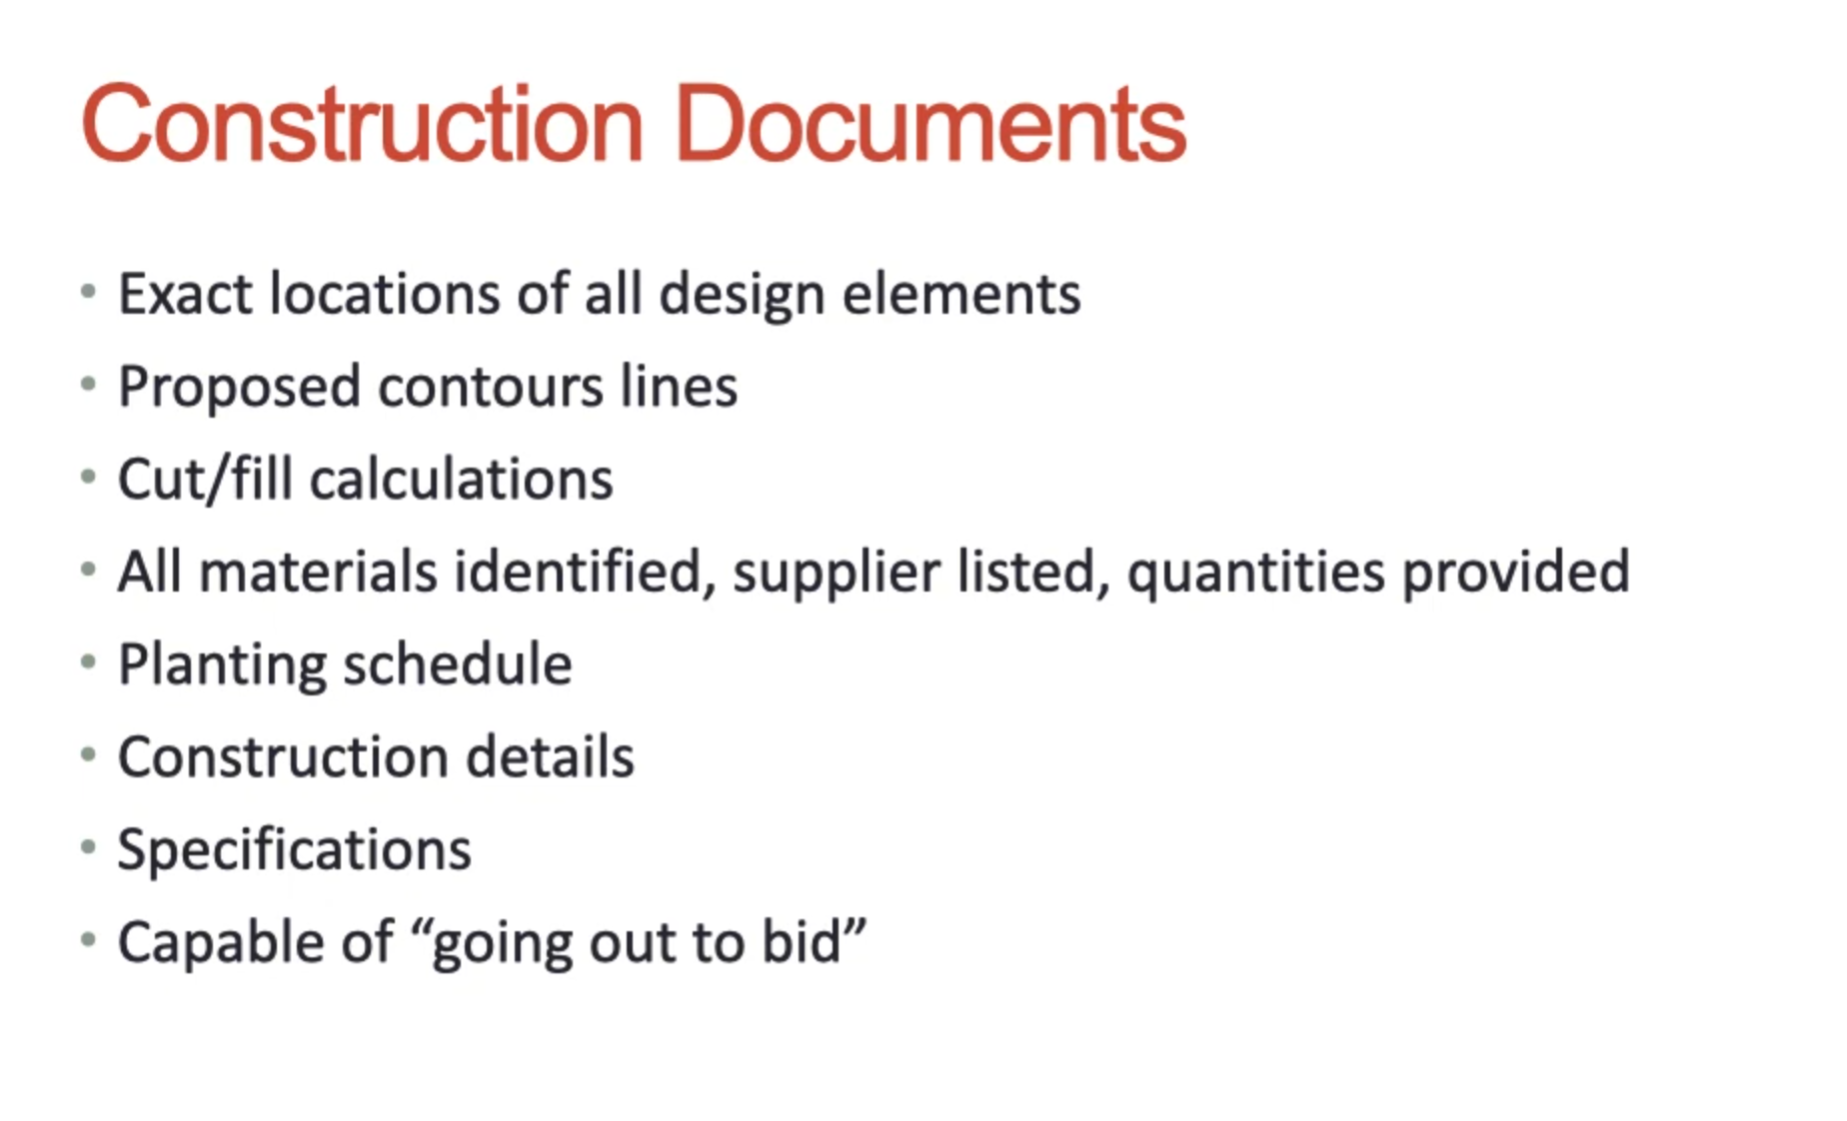 Construction Documents
• Exact locations of all design elements
• Proposed contours lines
• Cut/fill calculations
• All materials identified, supplier listed, quantities provided
• Planting schedule
• Construction details
• Specifications
• Capable of “going out to bid”